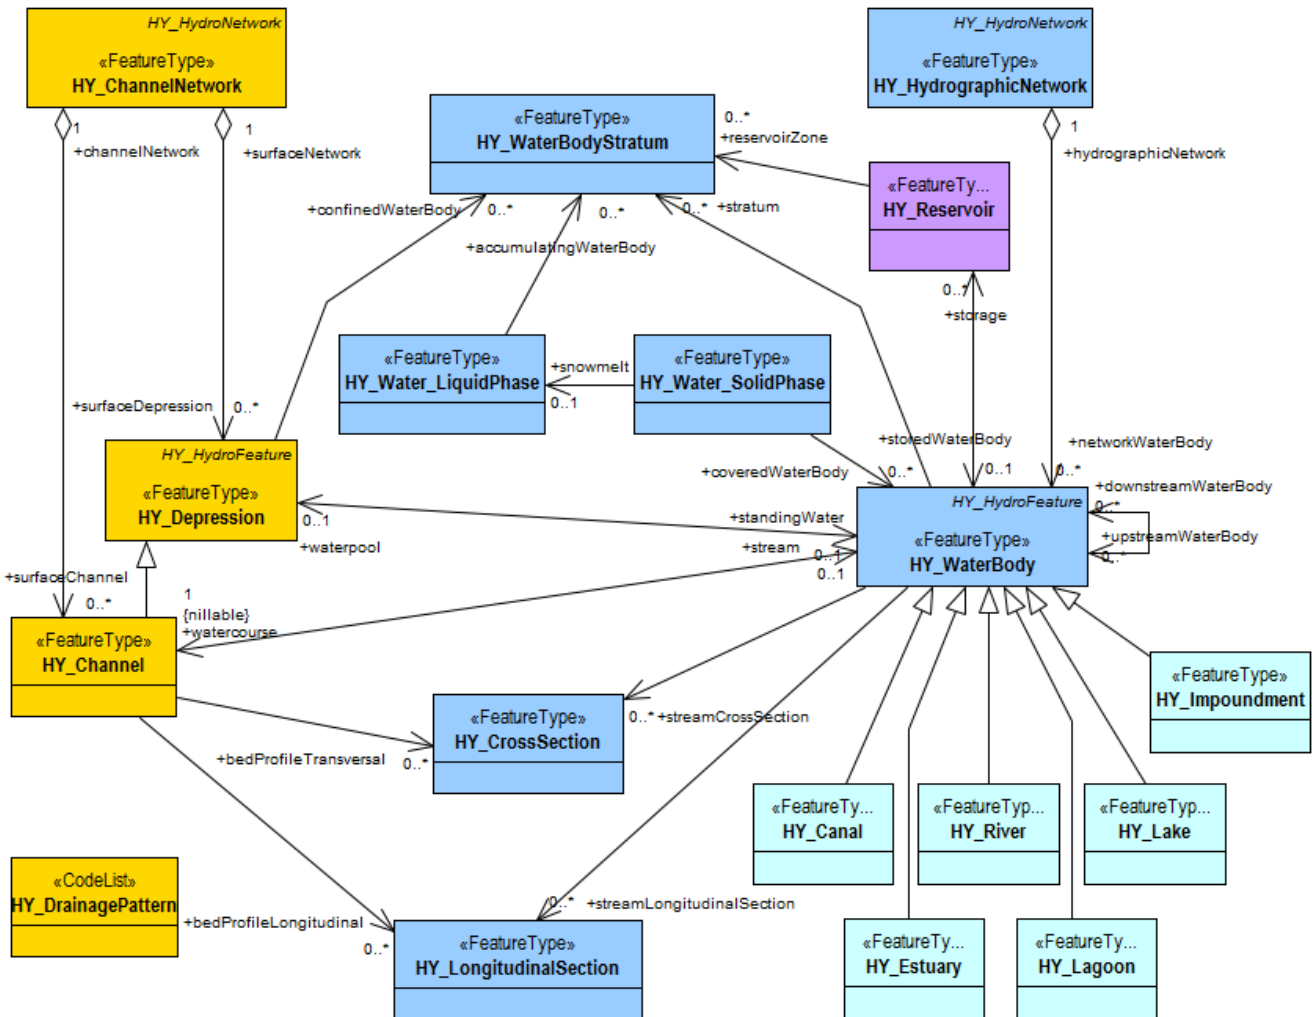 HY_HydroNetwork
«FeatureType»
HY_ChannelNetwork
HY_HydroNetwork
«FeatureType»
HY_HydrographicNetwork
«FeatureType»
HY_WaterBodyStratum
0..*
+reservoirZone
1
+channelNetwork
1
+surfaceNetwork
1
+hydrographicNetwork
«FeatureTy...
HY_Reservoir
+confinedWaterBody
0..*
0..*
0..*
+stratum
+accumulatingWaterBody
0..*
+storage
«FeatureType»
HY_Water_LiquidPhase
+snowmelt
0..1
«FeatureType»
HY_Water_SolidPhase
+surfaceDepression
0..*
+storedWaterBody
0..1
+networkWaterBody
0..*
+coveredWaterBody
0..*
+downstreamWaterBody
0..*
+upstreamWaterBody
0..*
HY_HydroFeature
«FeatureType»
HY_Depression
0..1
+waterpool
+standingWater
0..1
+stream
0..1
HY_HydroFeature
«FeatureType»
HY_WaterBody
+surfaceChannel
0..*
1
{nillable}
+watercourse
«FeatureType»
HY_Channel
«FeatureType»
HY_Impoundment
«FeatureType»
HY_CrossSection
0..*
+streamCrossSection
+bedProfileTransversal
0..*
«FeatureTy...
HY_Canal
«FeatureTyp...
HY_River
«FeatureTyp...
HY_Lake
«CodeList»
HY_DrainagePattern
+bedProfileLongitudinal
0..*
0..*
+streamLongitudinalSection
«FeatureType»
HY_LongitudinalSection
«FeatureTy...
HY_Estuary
«FeatureTy...
HY_Lagoon